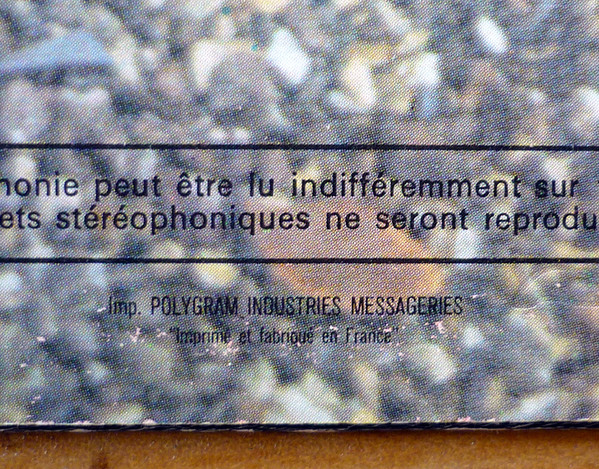 honie peut être lu indifféremment sur
ets stéréophoniques ne seront reprodu
Imp. POLYGRAM INDUSTRIES MESSAGERIES
"Imprimé et fabriqué en France"